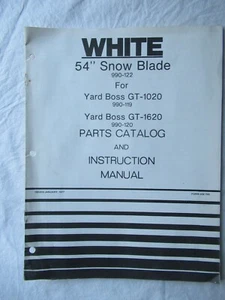 WHITE
54" Snow Blade
990-122
For
Yard Boss GT-1020
990-119
Yard Boss GT-1620
990-120
PARTS CATALOG
AND
INSTRUCTION
MANUAL